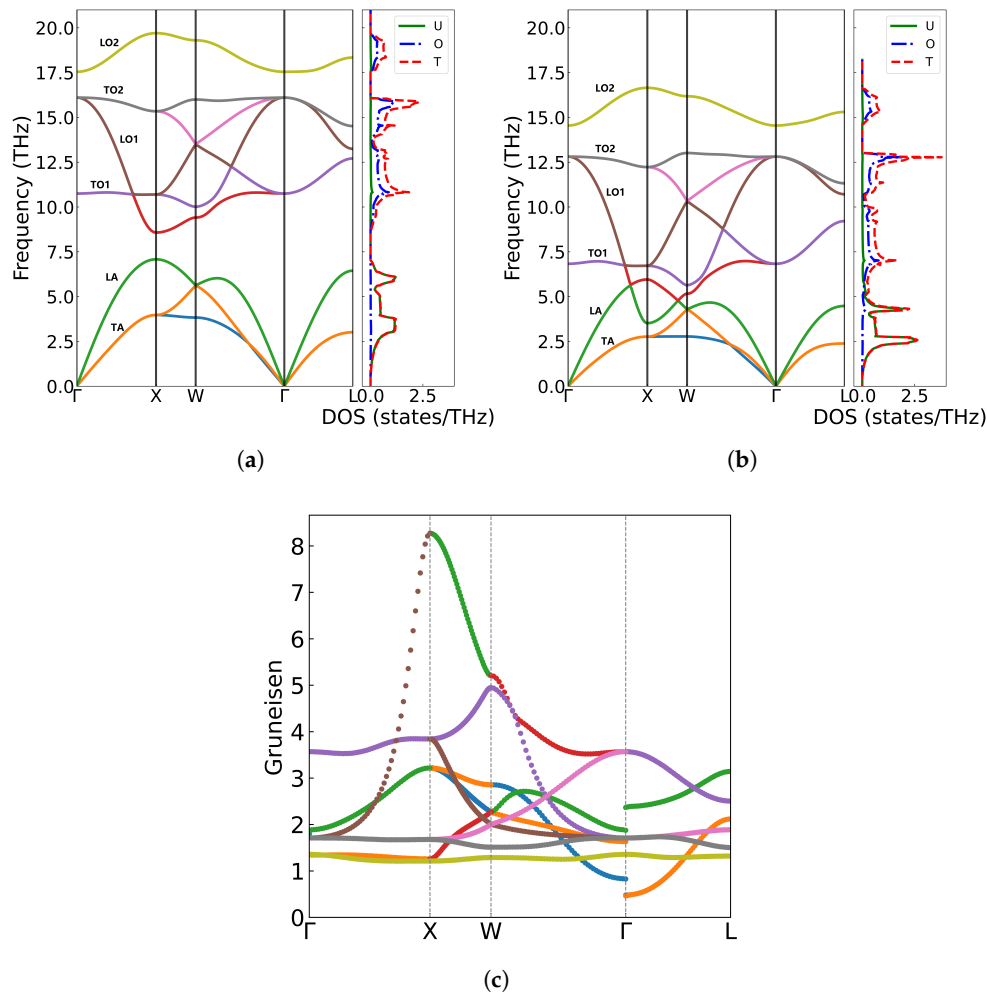 20.0
17.5
15.0
12.5
10.0
7.5
5.0
2.5
0.0
Frequency (THz)
LO2
TO2
LO1
TO1
LA
TA
Γ X W Γ L
U
O
T
0.0 2.5
DOS (states/THz)
(a)
20.0
17.5
15.0
12.5
10.0
7.5
5.0
2.5
0.0
Frequency (THz)
LO2
TO2
LO1
TO1
LA
TA
Γ X W Γ L
U
O
T
0.0 2.5
DOS (states/THz)
(b)
8
7
6
5
4
3
2
1
0
Gruneisen
Γ X W Γ L
(c)